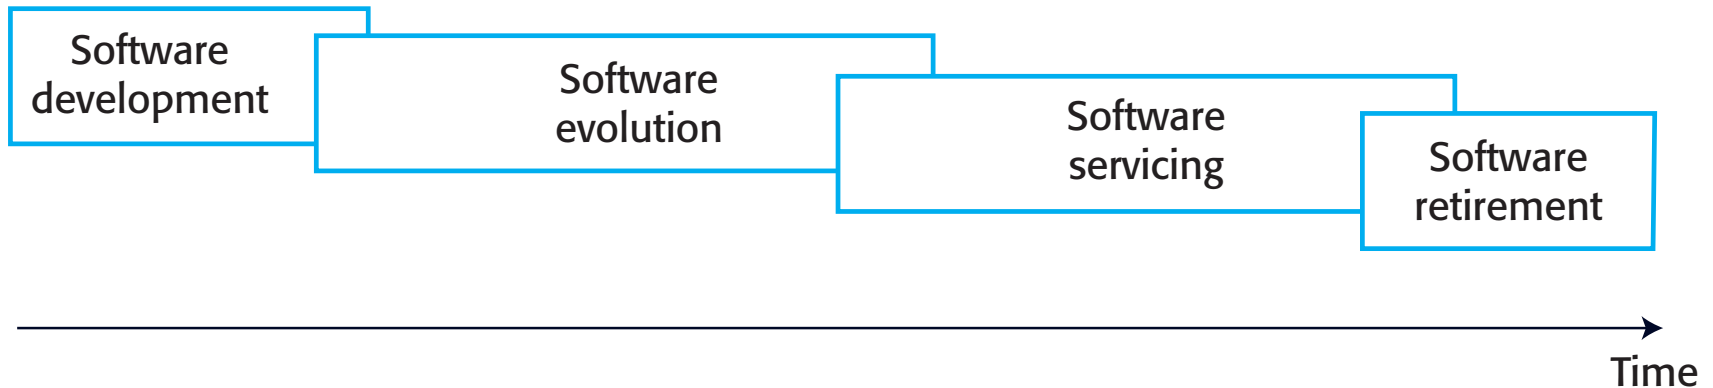 Software
development
Software
evolution
Software
servicing
Software
retirement
Time